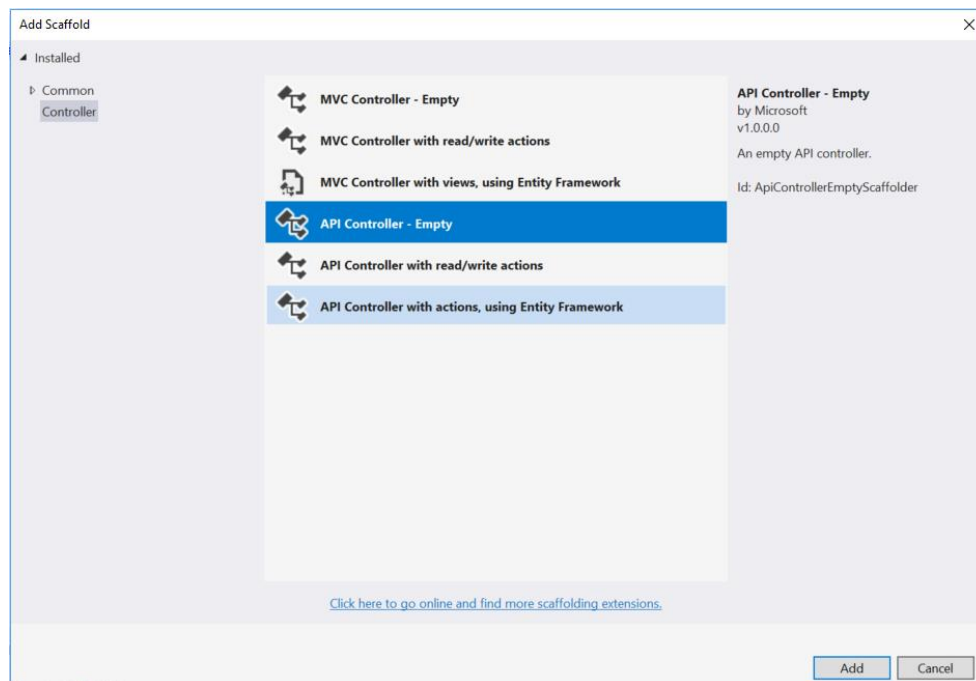 Add Scaffold
Installed
Common
Controller
MVC Controller - Empty
MVC Controller with read/write actions
MVC Controller with views, using Entity Framework
API Controller - Empty
API Controller with read/write actions
API Controller with actions, using Entity Framework
Click here to go online and find more scaffolding extensions.
API Controller - Empty
by Microsoft
v1.0.0.0
An empty API controller.
Id: ApiControllerEmptyScaffolder
Add
Cancel